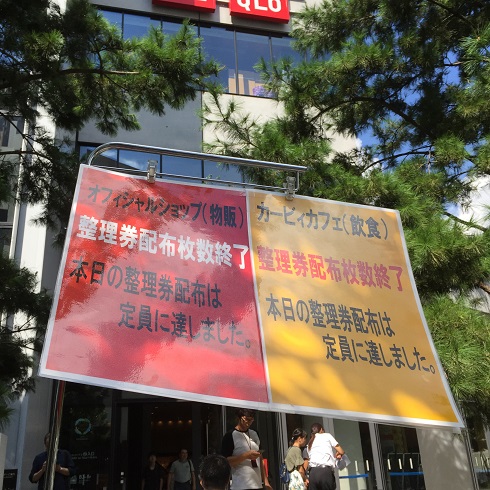 オフィシャルショップ(物販)
整理券配布枚数終了
本日の整理券配布は
定員に達しました。
カービィカフェ(飲食)
整理券配布枚数終了
本日の整理券配布は
定員に達しました。